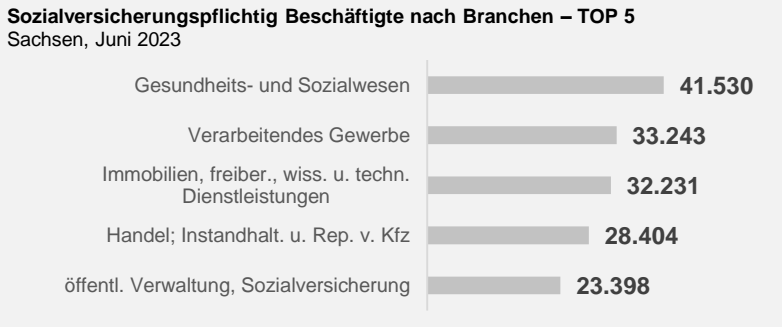 Sozialversicherungspflichtig Beschäftigte nach Branchen – TOP 5
Sachsen, Juni 2023
Gesundheits- und Sozialwesen 41.530
Verarbeitendes Gewerbe 33.243
Immobilien, freiber., wiss. u. techn.
Dienstleistungen 32.231
Handel; Instandhalt. u. Rep. v. Kfz 28.404
öffentl. Verwaltung, Sozialversicherung 23.398